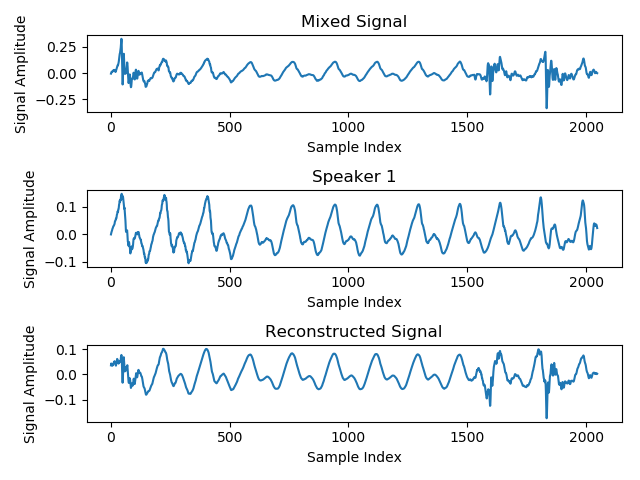 Mixed Signal
Signal Amplitude
0.25
0.00
−0.25
0
500
1000
1500
2000
Sample Index
Speaker 1
Signal Amplitude
0.1
0.0
−0.1
0
500
1000
1500
2000
Sample Index
Reconstructed Signal
Signal Amplitude
0.1
0.0
−0.1
0
500
1000
1500
2000
Sample Index